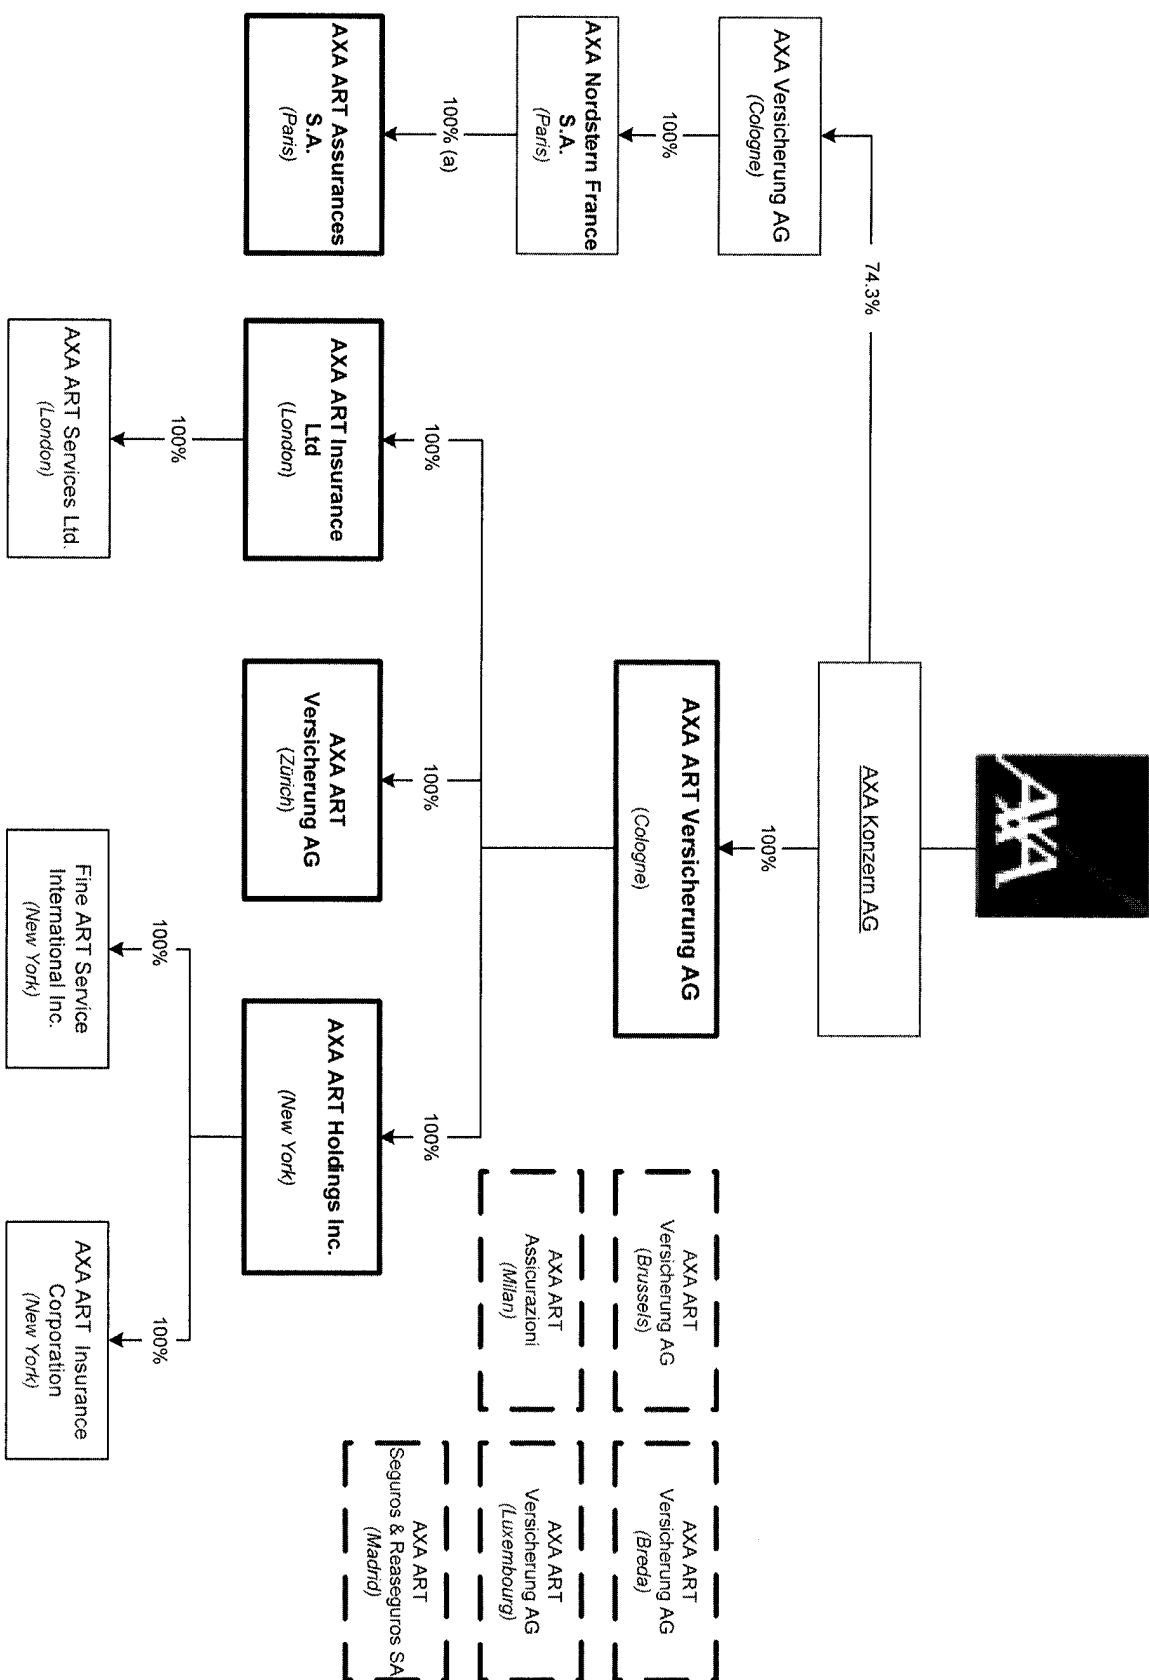 AXA
AXA Konzern AG
74.3%
100%
AXA Versicherung AG
(Cologne)
AXA ART Versicherung AG
(Cologne)
AXA ART
Versicherung AG
(Brussels)
AXA ART
Versicherung AG
(Breda)
100%
AXA Nordstern France
S.A.
(Paris)
AXA ART
Assicurazioni
(Milan)
AXA ART
Versicherung AG
(Luxembourg)
100% (a)
100%
100%
100%
AXA ART
Seguros & Reaseguros SA
(Madrid)
AXA ART Assurances
S.A.
(Paris)
AXA ART Insurance
Ltd
(London)
AXA ART
Versicherung AG
(Zürich)
AXA ART Holdings Inc.
(New York)
100%
100%
100%
AXA ART Services Ltd.
(London)
Fine ART Service
International Inc.
(New York)
AXA ART Insurance
Corporation
(New York)